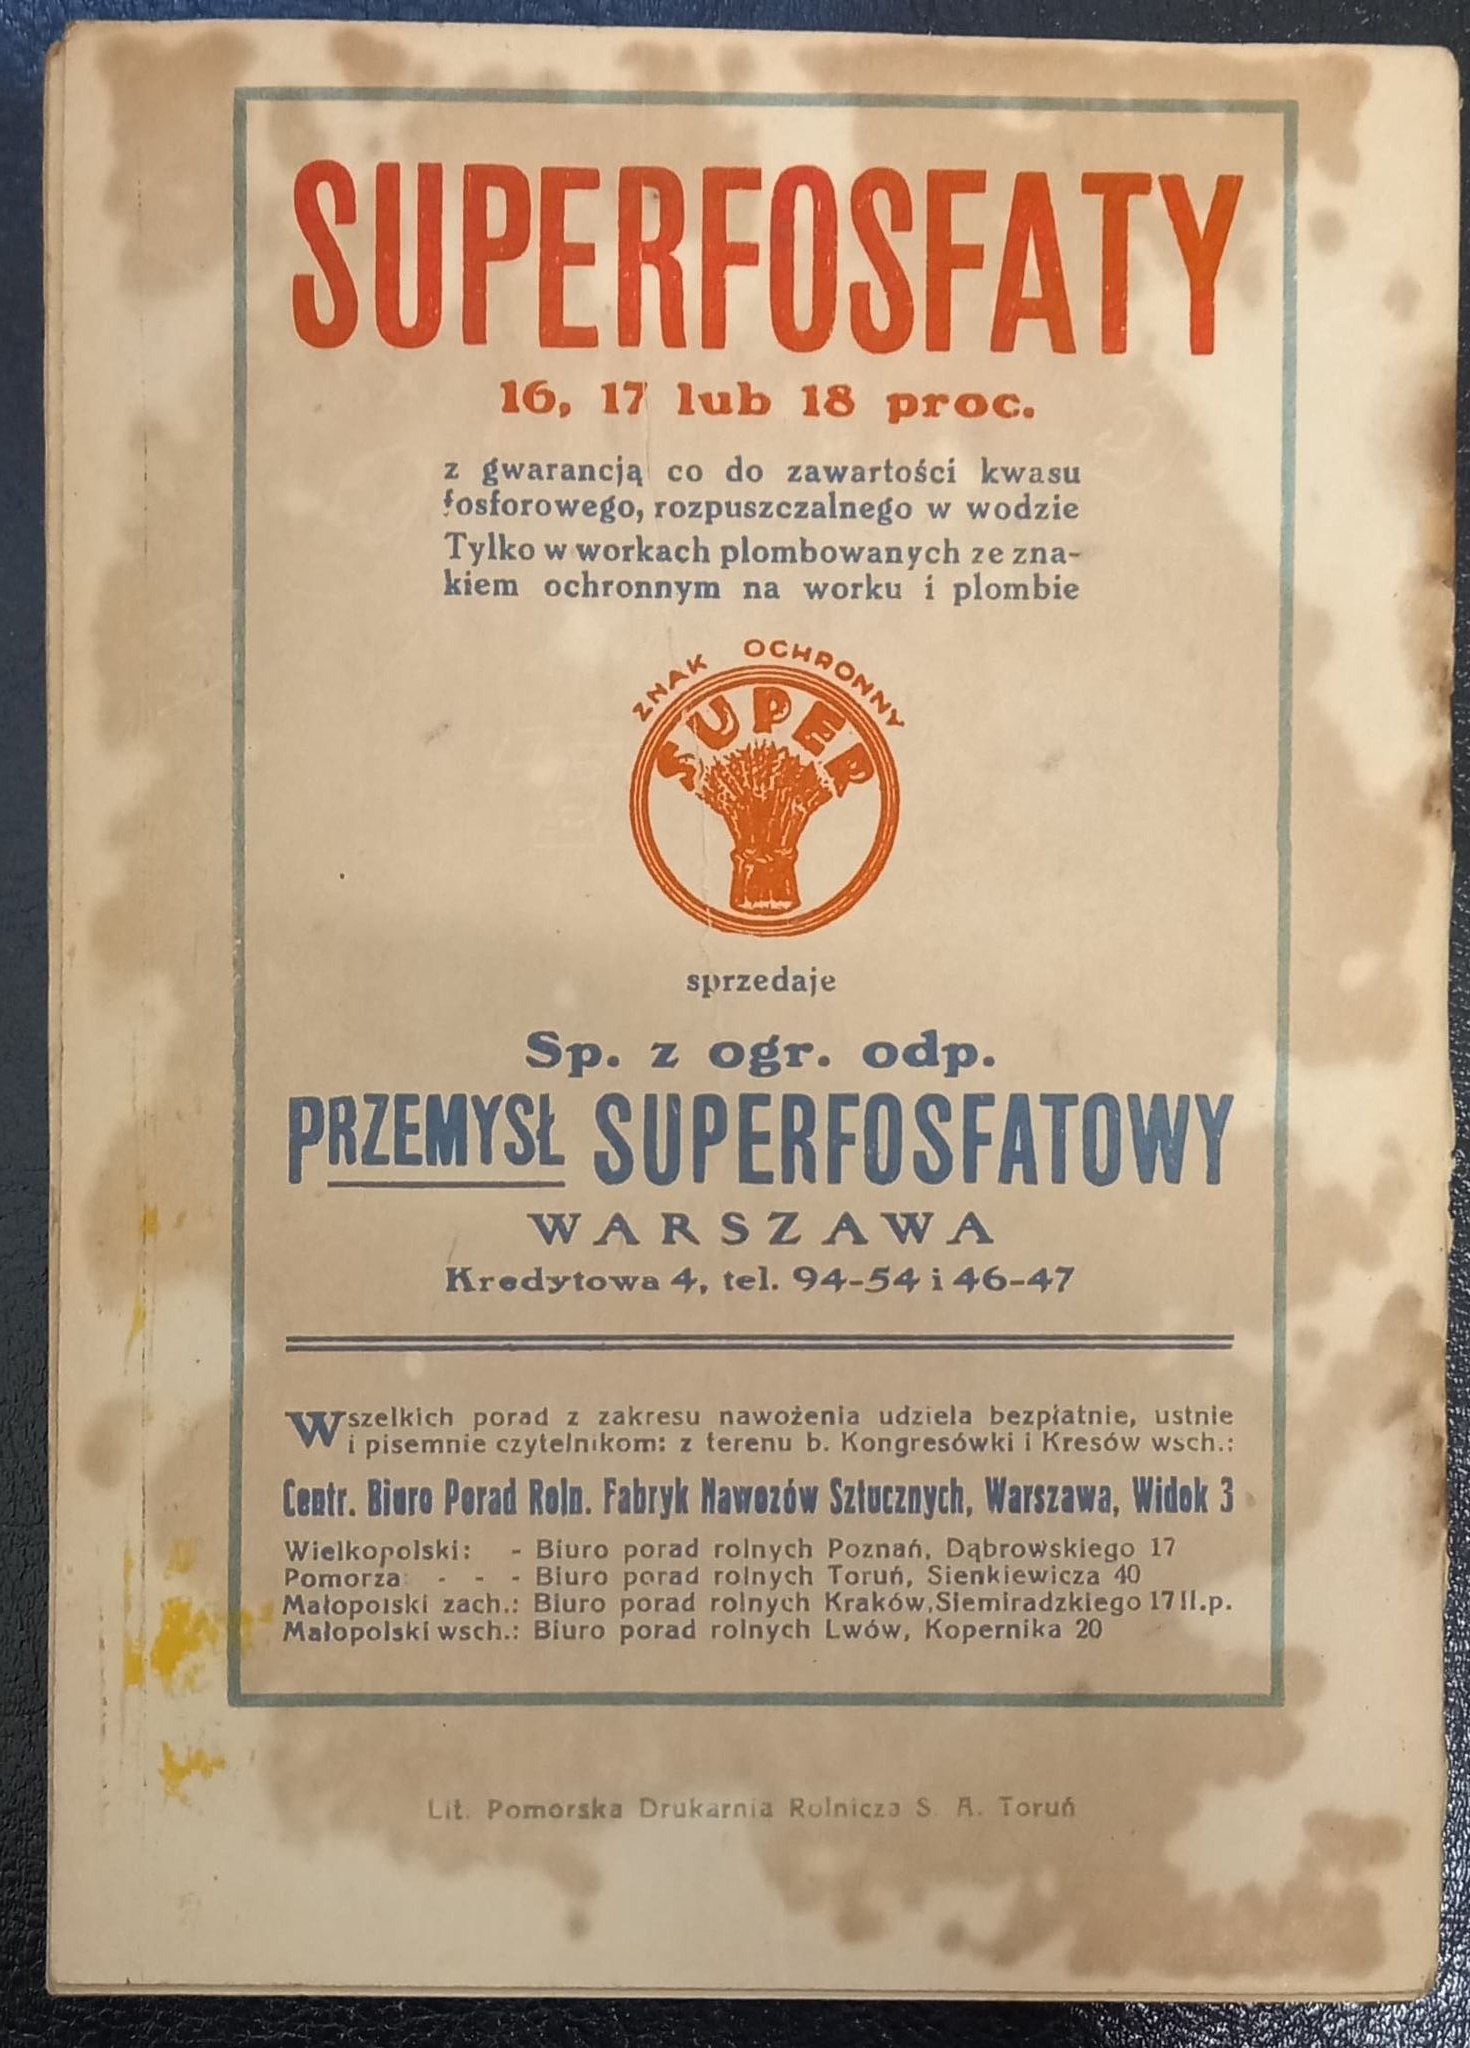 SUPERFOSFATY
16, 17 lub 18 proc.
z gwarancją co do zawartości kwasu
fosforowego, rozpuszczalnego w wodzie
Tylko w workach plombowanych ze zna-
kiem ochronnym na worku i plombie
ZNAK OCHRONNY
SUPER
sprzedaje
Sp. z ogr. odp.
PRZEMYSŁ SUPERFOSFATOWY
WARSZAWA
Kredytowa 4, tel. 94-54 i 46-47
Wszelkich porad z zakresu nawożenia udziela bezpłatnie, ustnie
i pisemnie czytelnikom: z terenu b. Kongresówki i Kresów wsch.:
Centr. Biuro Porad Roln. Fabryk Nawozów Sztucznych, Warszawa, Widok 3
Wielkopolski: - Biuro porad rolnych Poznań, Dąbrowskiego 17
Pomorza: - - - Biuro porad rolnych Toruń, Sienkiewicza 40
Małopolski zach.: Biuro porad rolnych Kraków, Siemiradzkiego 17 II.p.
Małopolski wsch.: Biuro porad rolnych Lwów, Kopernika 20
Lit. Pomorska Drukarnia Rolnicza S. A. Toruń